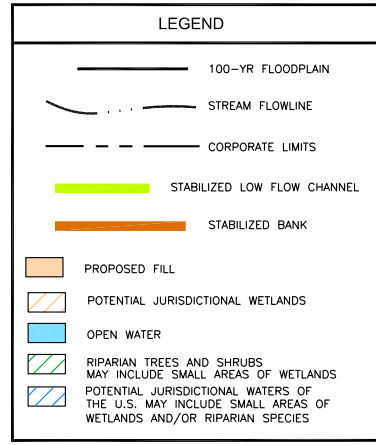 LEGEND
100-YR FLOODPLAIN
STREAM FLOWLINE
CORPORATE LIMITS
STABILIZED LOW FLOW CHANNEL
STABILIZED BANK
PROPOSED FILL
POTENTIAL JURISDICTIONAL WETLANDS
OPEN WATER
RIPARIAN TREES AND SHRUBS
MAY INCLUDE SMALL AREAS OF WETLANDS
POTENTIAL JURISDICTIONAL WATERS OF
THE U.S. MAY INCLUDE SMALL AREAS OF
WETLANDS AND/OR RIPARIAN SPECIES